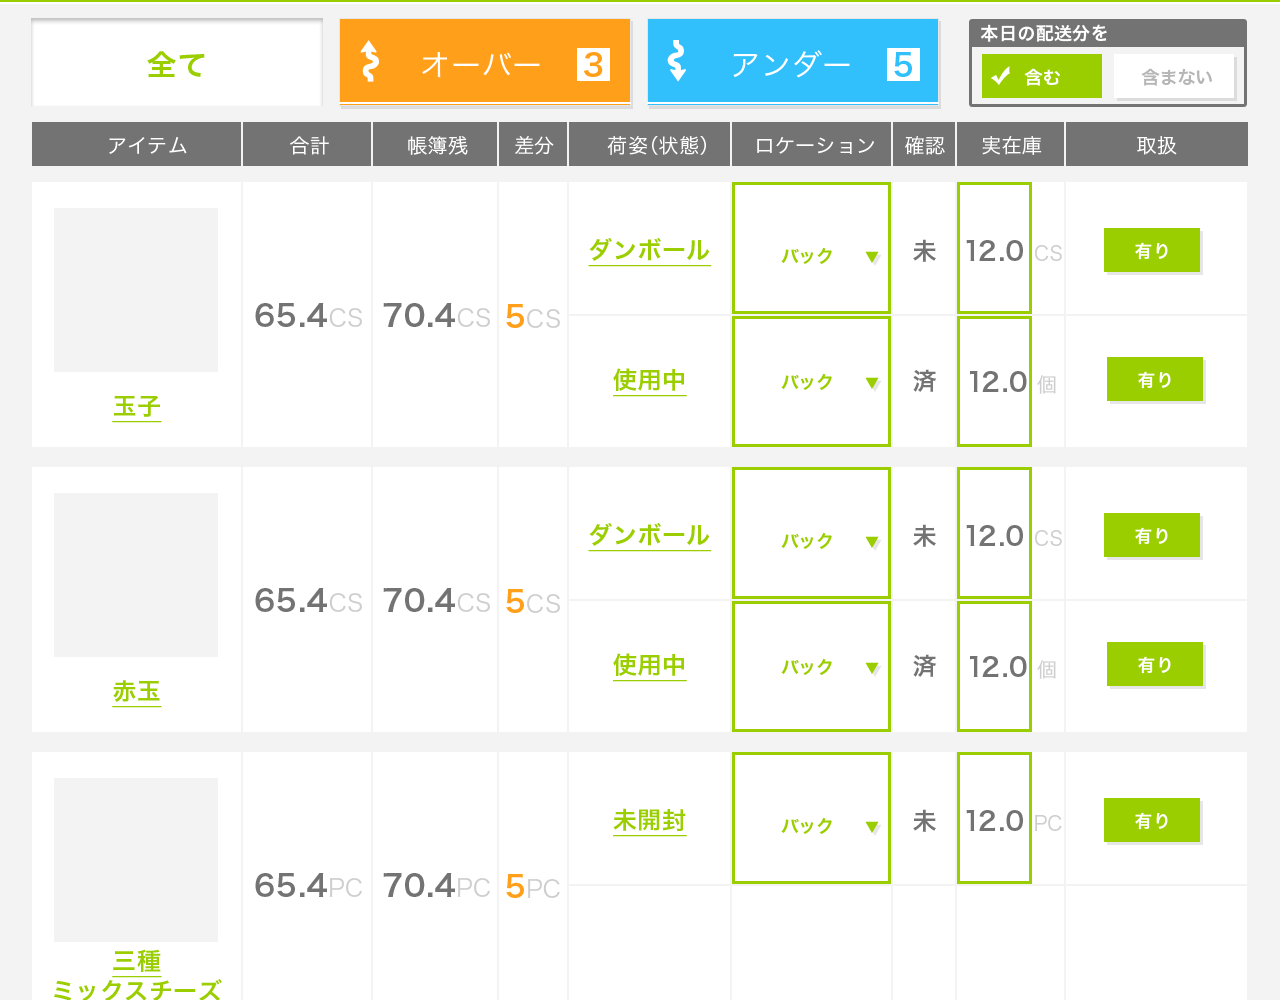 全て
オーバー 3
アンダー 5
本日の配送分を
含む 含まない
アイテム 合計 帳簿残 差分 荷姿(状態) ロケーション 確認 実在庫 取扱
ダンボール バック ▼ 未 12.0 CS 有り
65.4CS 70.4CS 5CS
使用中 バック ▼ 済 12.0 個 有り
玉子
ダンボール バック ▼ 未 12.0 CS 有り
65.4CS 70.4CS 5CS
使用中 バック ▼ 済 12.0 個 有り
赤玉
未開封 バック ▼ 未 12.0 PC 有り
65.4PC 70.4PC 5PC
三種
ミックスチーズ